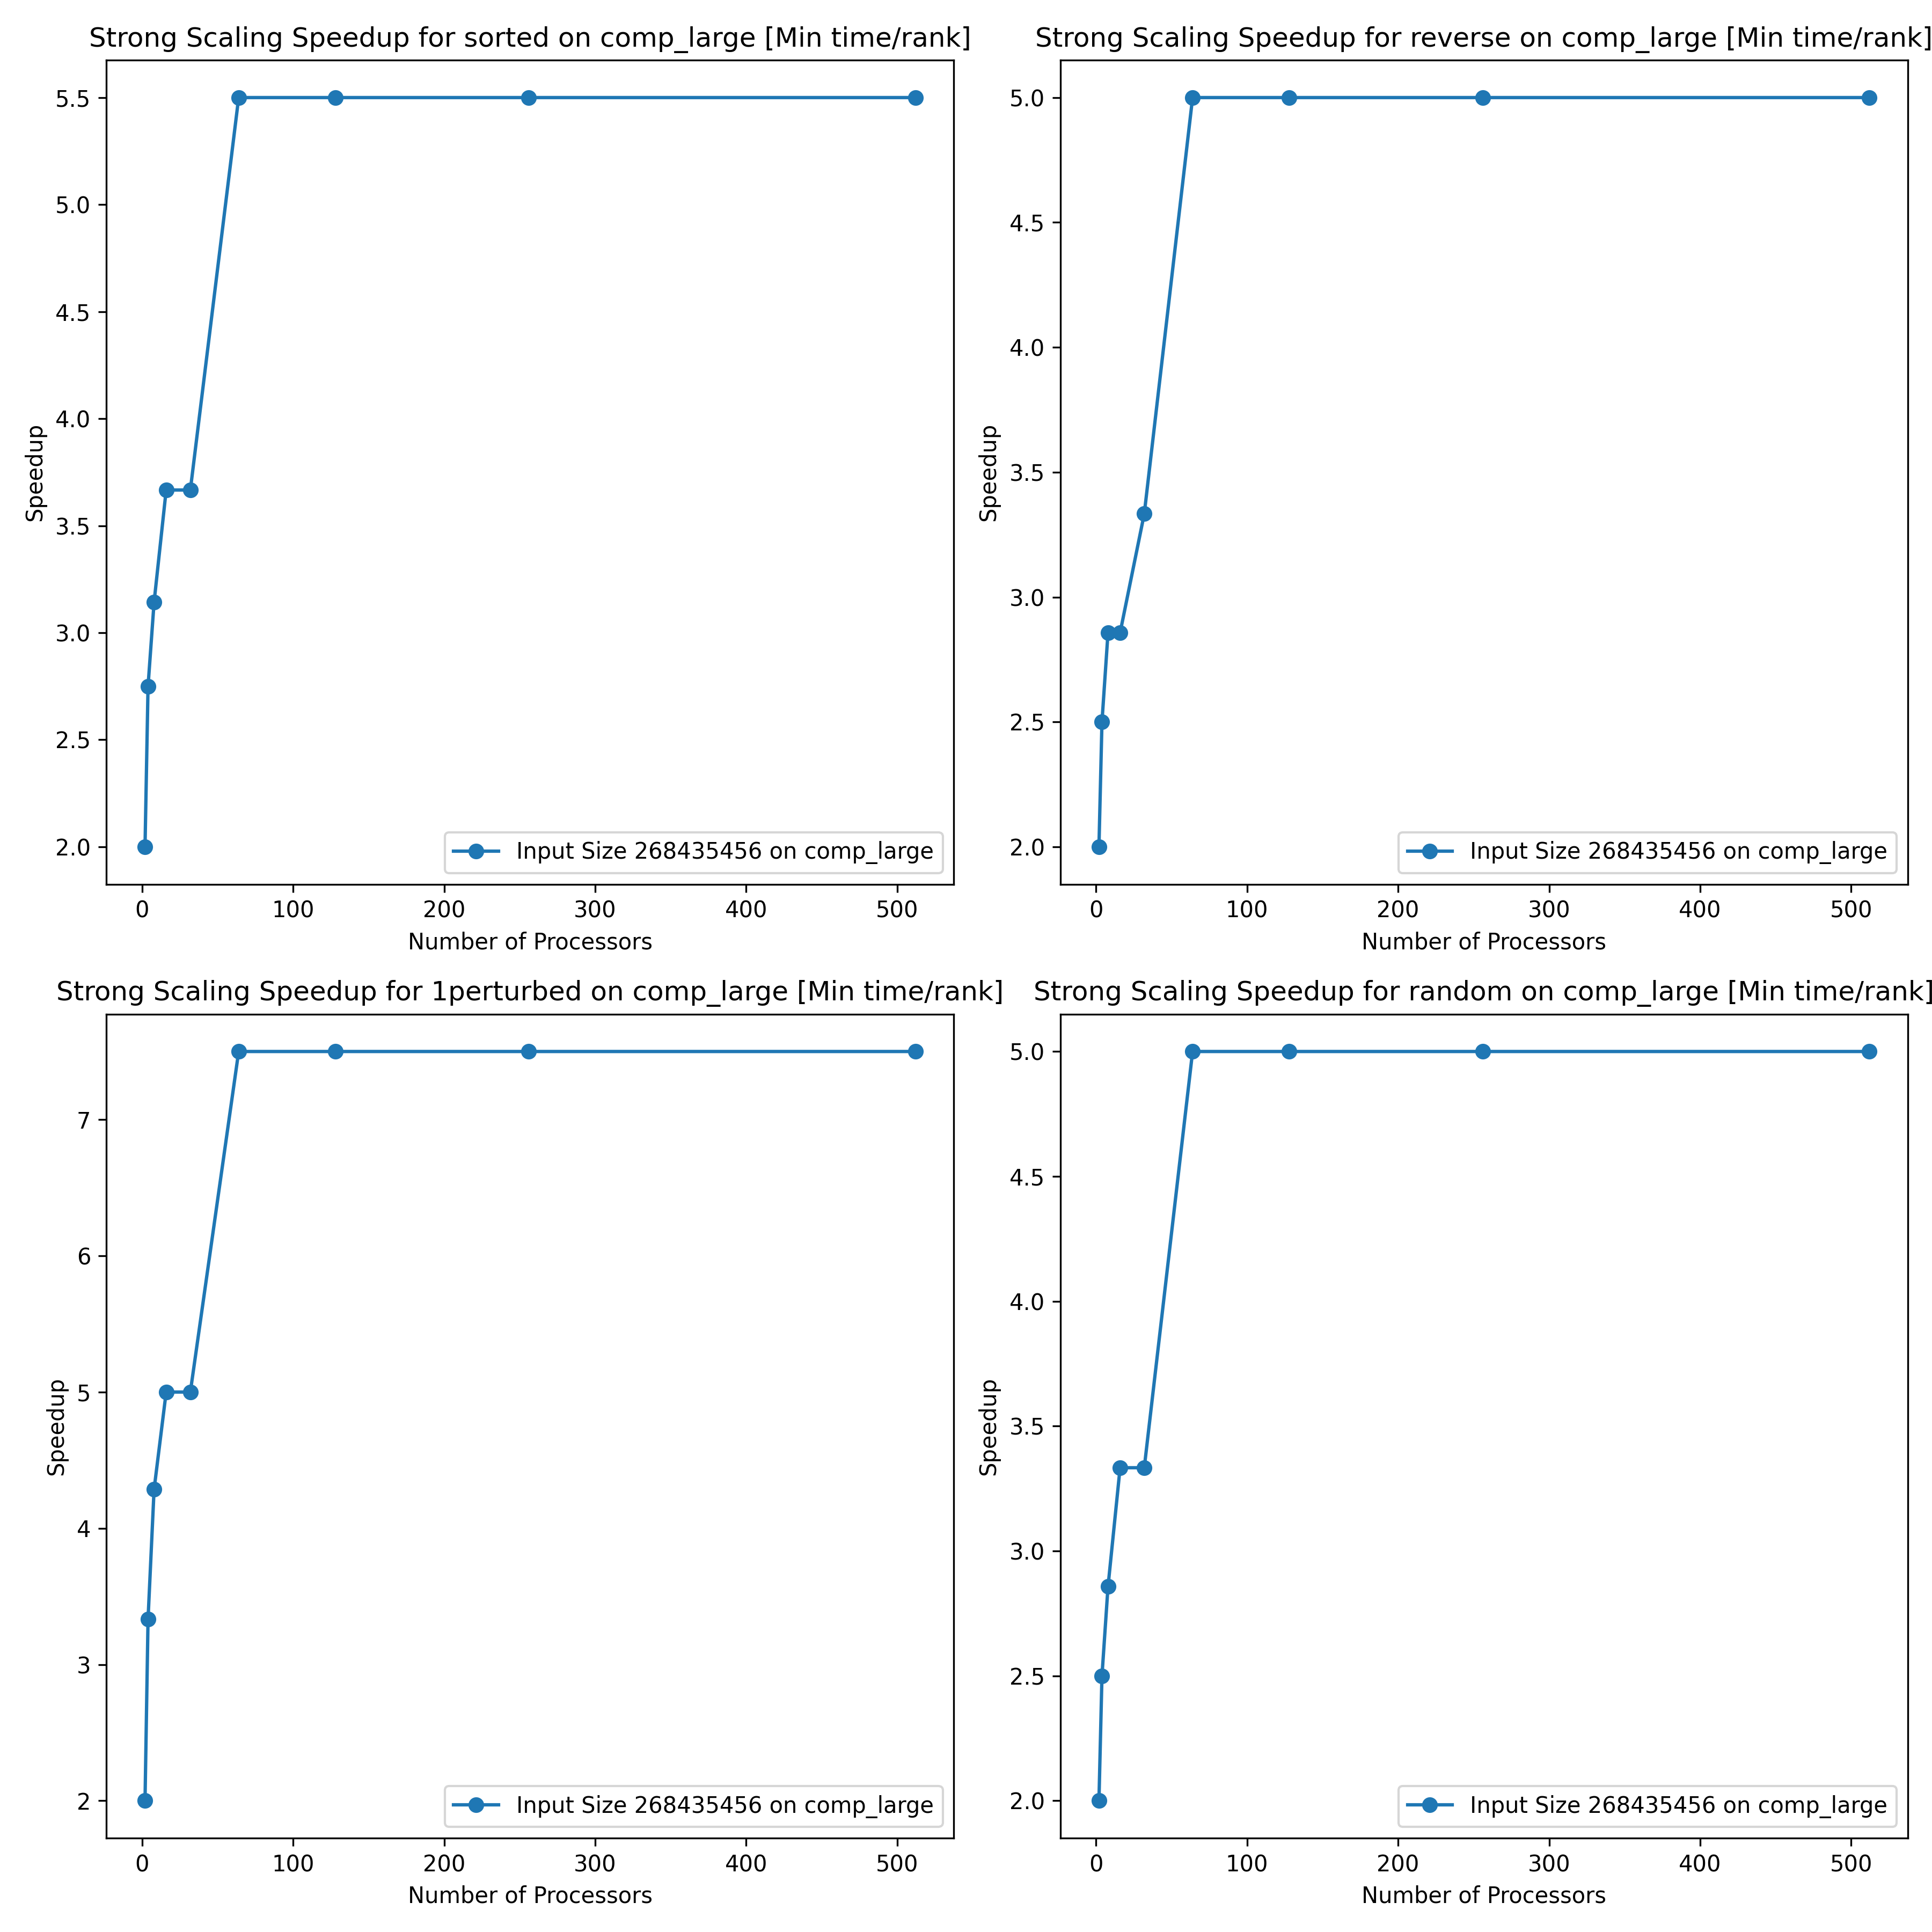 Strong Scaling Speedup for sorted on comp_large [Min time/rank]
5.5
5.0
4.5
4.0
3.5
3.0
2.5
2.0
Speedup
Input Size 268435456 on comp_large
0 100 200 300 400 500
Number of Processors
Strong Scaling Speedup for reverse on comp_large [Min time/rank]
5.0
4.5
4.0
3.5
3.0
2.5
2.0
Speedup
Input Size 268435456 on comp_large
0 100 200 300 400 500
Number of Processors
Strong Scaling Speedup for 1perturbed on comp_large [Min time/rank]
7
6
5
4
3
2
Speedup
Input Size 268435456 on comp_large
0 100 200 300 400 500
Number of Processors
Strong Scaling Speedup for random on comp_large [Min time/rank]
5.0
4.5
4.0
3.5
3.0
2.5
2.0
Speedup
Input Size 268435456 on comp_large
0 100 200 300 400 500
Number of Processors